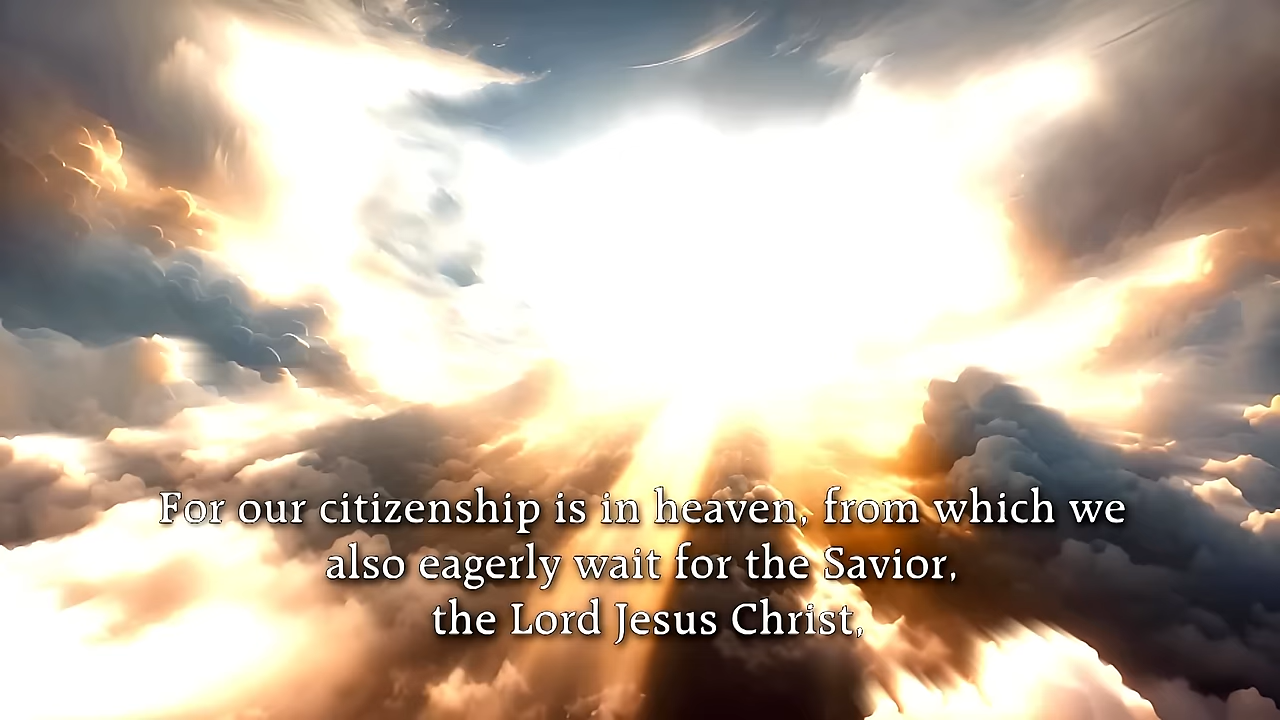 For our citizenship is in heaven, from which we
also eagerly wait for the Savior,
the Lord Jesus Christ,